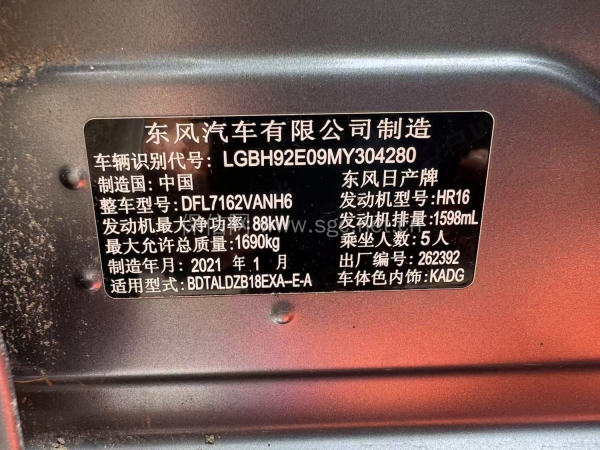 东风汽车有限公司制造
车辆识别代号: LGBH92E09MY304280
制造国: 中国 东风日产牌
整车型号: DFL7162VANH6 发动机型号: HR16
发动机最大净功率: 88kW 发动机排量: 1598mL
最大允许总质量: 1690kg 乘坐人数: 5人
制造年月: 2021 年 1 月 出厂编号: 262392
适用型式: BDTALDZB18EXA--E-A 车体色内饰: KADG